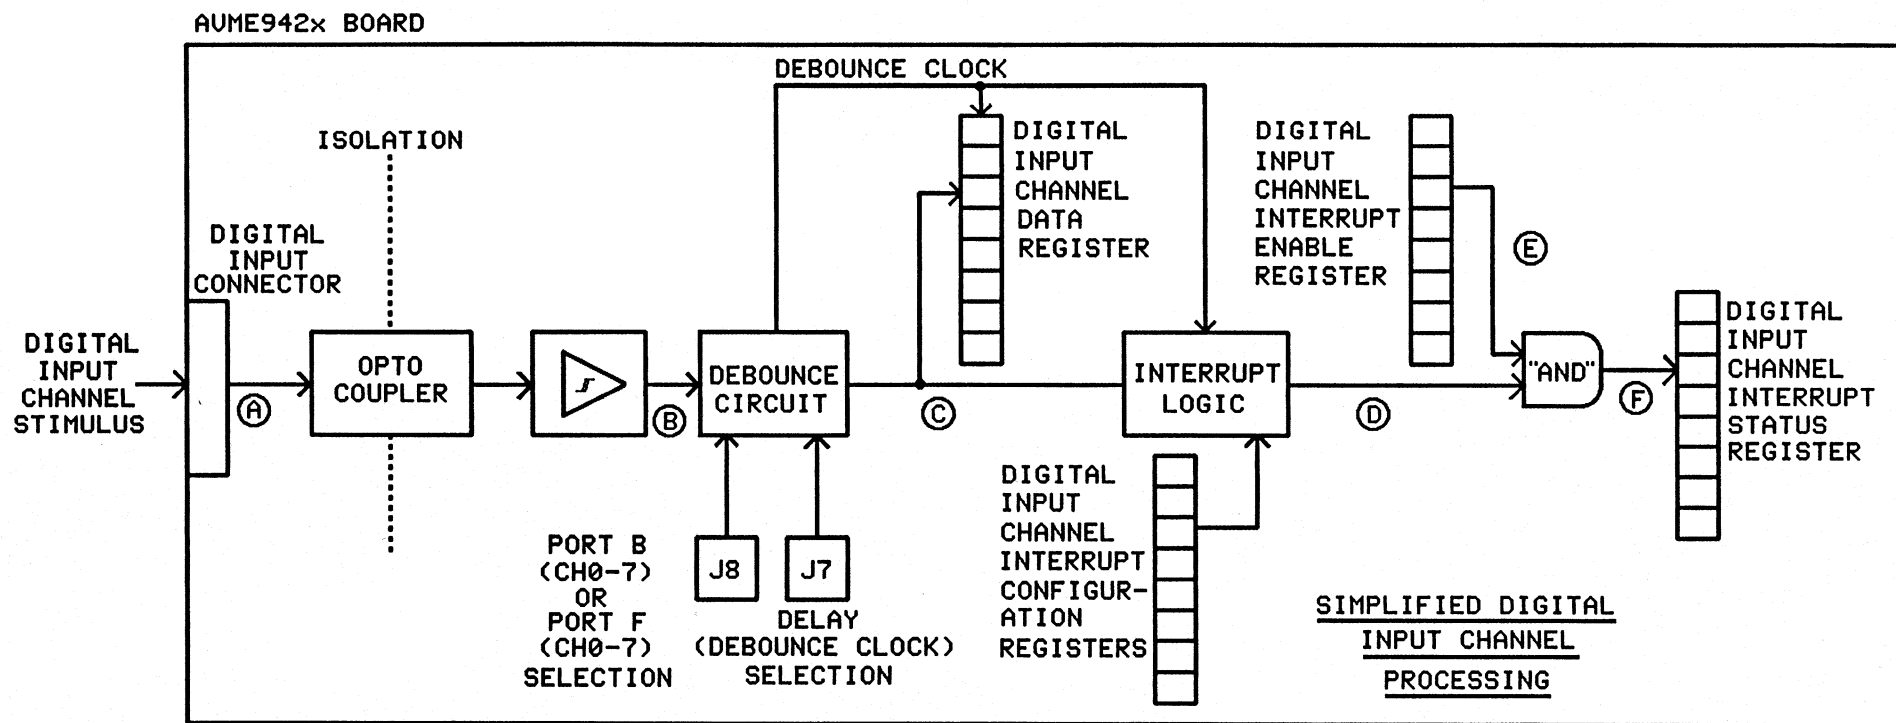 AVME942x BOARD
DEBOUNCE CLOCK
ISOLATION
DIGITAL
INPUT
CONNECTOR
DIGITAL
INPUT
CHANNEL
STIMULUS
A
OPTO
COUPLER
B
DEBOUNCE
CIRCUIT
C
DIGITAL
INPUT
CHANNEL
DATA
REGISTER
INTERRUPT
LOGIC
D
DIGITAL
INPUT
CHANNEL
INTERRUPT
ENABLE
REGISTER
E
"AND"
F
DIGITAL
INPUT
CHANNEL
INTERRUPT
STATUS
REGISTER
PORT B
(CH0-7)
OR
PORT F
(CH0-7)
SELECTION
J8
J7
DELAY
(DEBOUNCE CLOCK)
SELECTION
DIGITAL
INPUT
CHANNEL
INTERRUPT
CONFIGUR-
ATION
REGISTERS
SIMPLIFIED DIGITAL
INPUT CHANNEL
PROCESSING